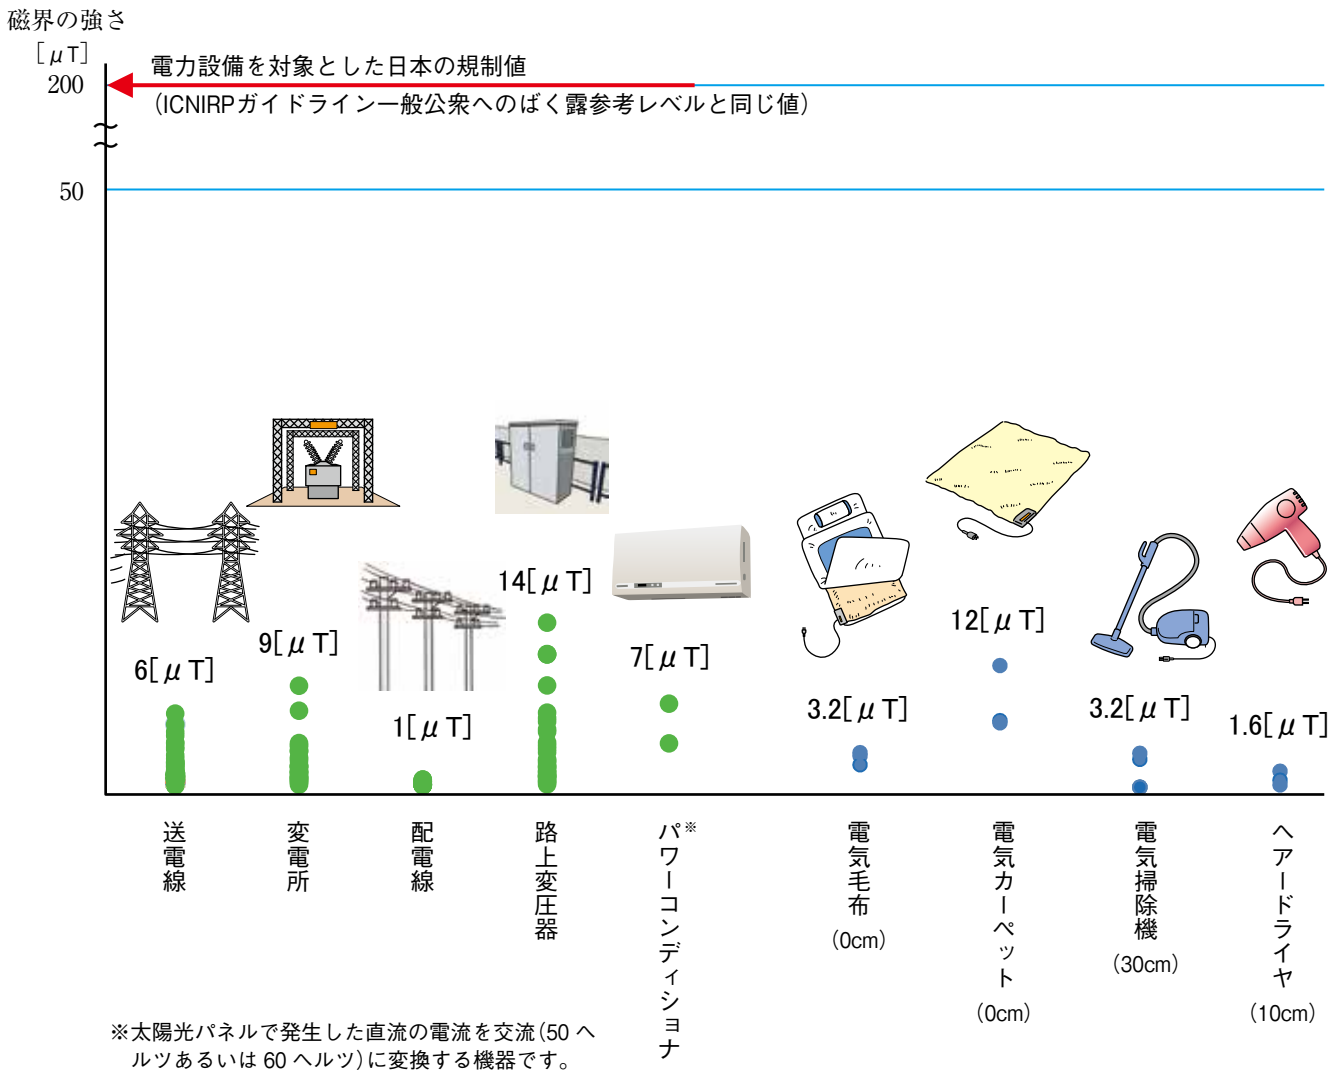 磁界の強さ
[μT]
200
電力設備を対象とした日本の規制値
(ICNIRPガイドライン一般公衆へのばく露参考レベルと同じ値)
50
6[μT]
9[μT]
1[μT]
14[μT]
7[μT]
3.2[μT]
12[μT]
3.2[μT]
1.6[μT]
送電線
変電所
配電線
路上変圧器
パワーコンディショナ※
電気毛布
(0cm)
電気カーペット
(0cm)
電気掃除機
(30cm)
ヘアードライヤ
(10cm)
※太陽光パネルで発生した直流の電流を交流(50 ヘ
ルツあるいは 60 ヘルツ)に変換する機器です。